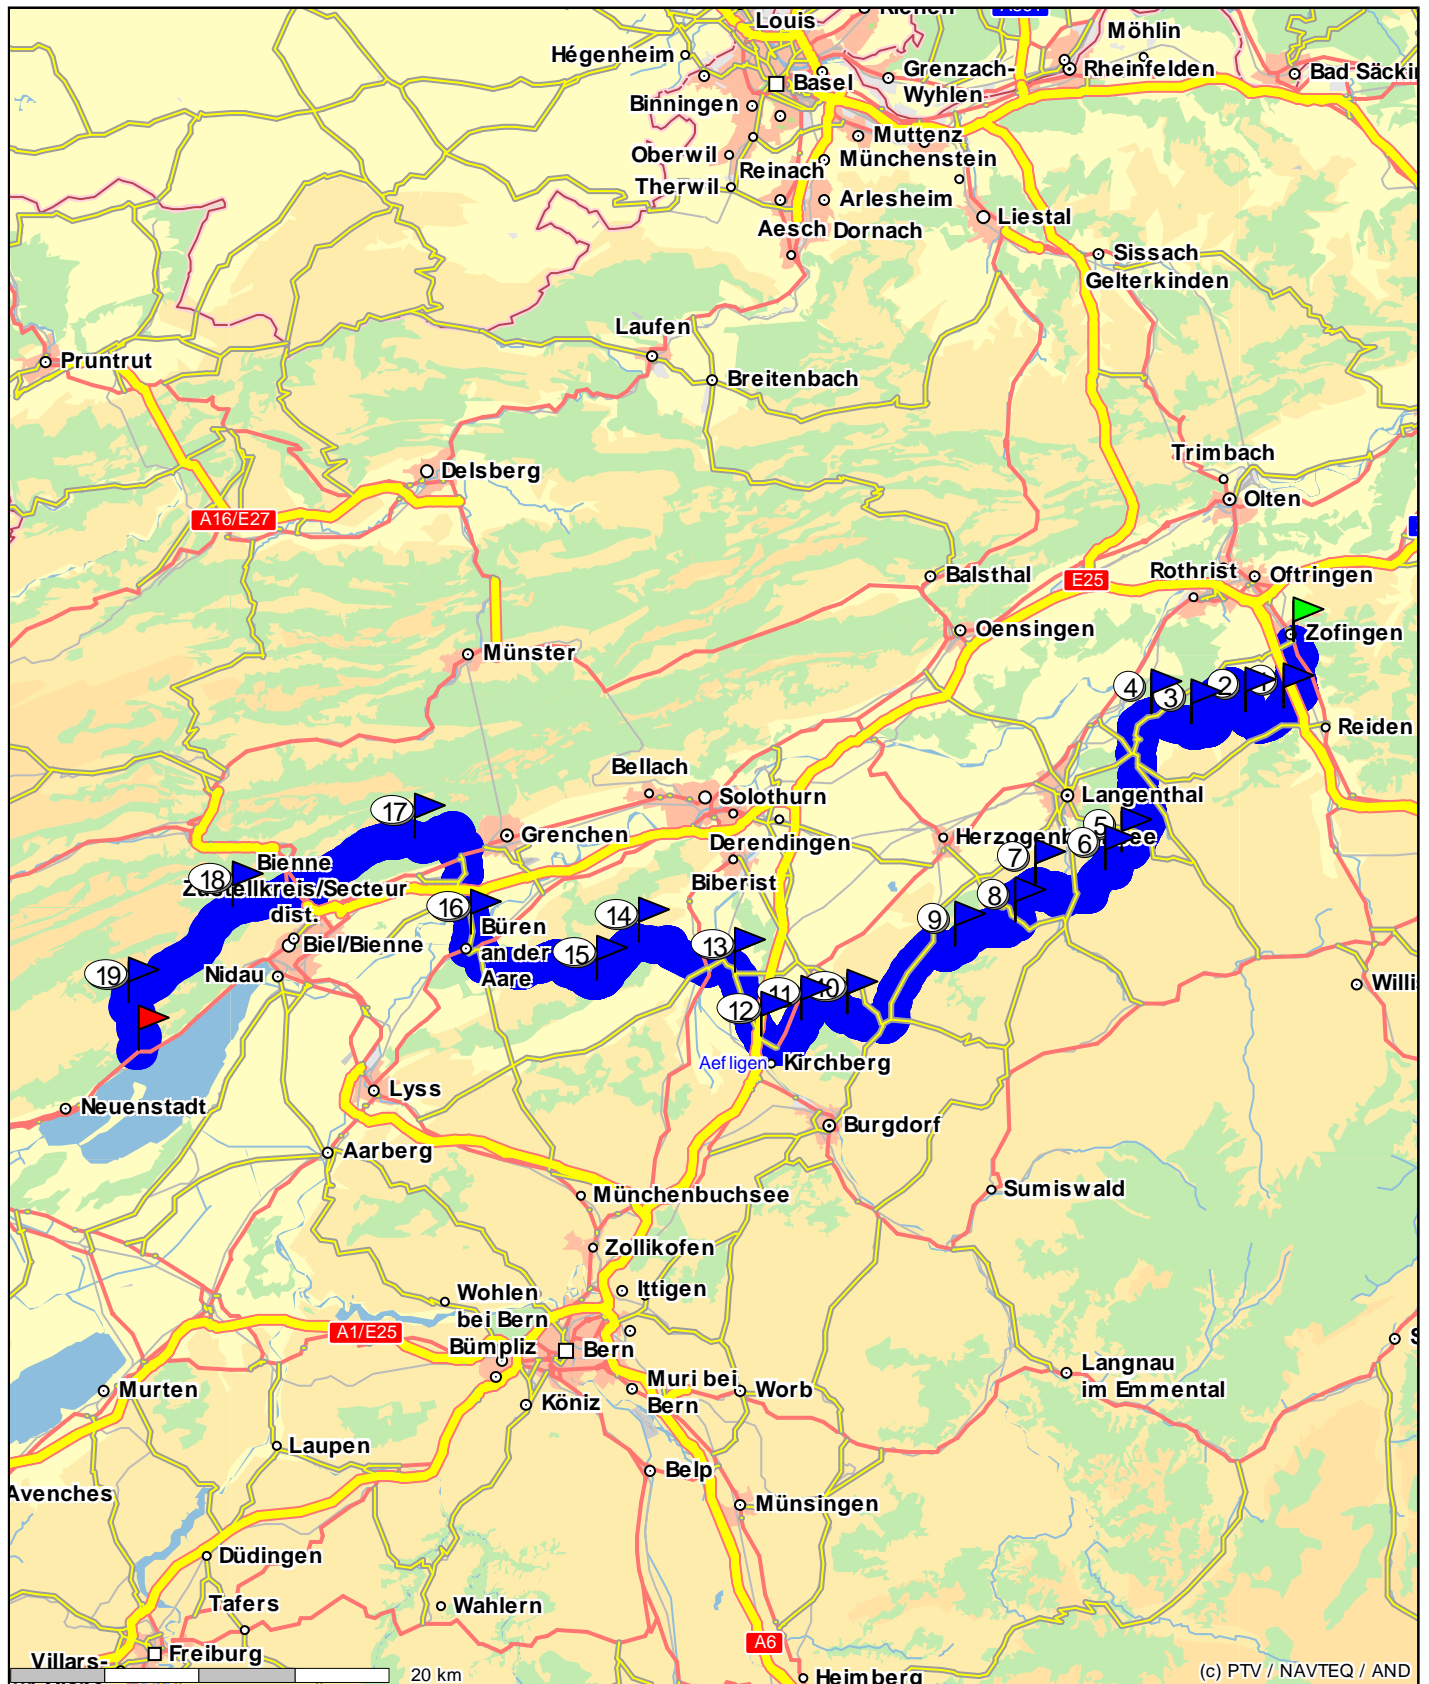 Louis
Möhlin
Hégenheim
Grenzach-
Wyhlen
Rheinfelden
Basel
Binningen
Muttenz
Oberwil
Reinach
Münchenstein
Therwil
Arlesheim
Aesch
Dornach
Liestal
Sissach
Gelterkinden
Laufen
Pruntrut
Breitenbach
Trimbach
Delsberg
Olten
A16/E27
Balsthal
E25
Rothrist
Oftringen
Oensingen
Zofingen
Münster
1
2
3
4
Reiden
Bellach
Solothurn
Langenthal
17
Grenchen
Derendingen
5
6
7
Biberist
Bienne
Zustellkreis/Secteur
dist.
18
8
16
14
9
Büren
an der
Aare
Biel/Bienne
13
15
Nidau
19
10
11
12
Aefligen
Kirchberg
Lyss
Neuenstadt
Burgdorf
Aarberg
Sumiswald
Münchenbuchsee
Zollikofen
Ittigen
Wohlen
bei Bern
A1/E25
Bümpliz
Bern
Langnau
im Emmental
Murten
Muri bei
Bern
Worb
Köniz
Laupen
Belp
Avenches
Münsingen
Düdingen
Tafers
Wahlern
A6
Freiburg
Villars-
20 km
Heimberg
(c) PTV / NAVTEQ / AND